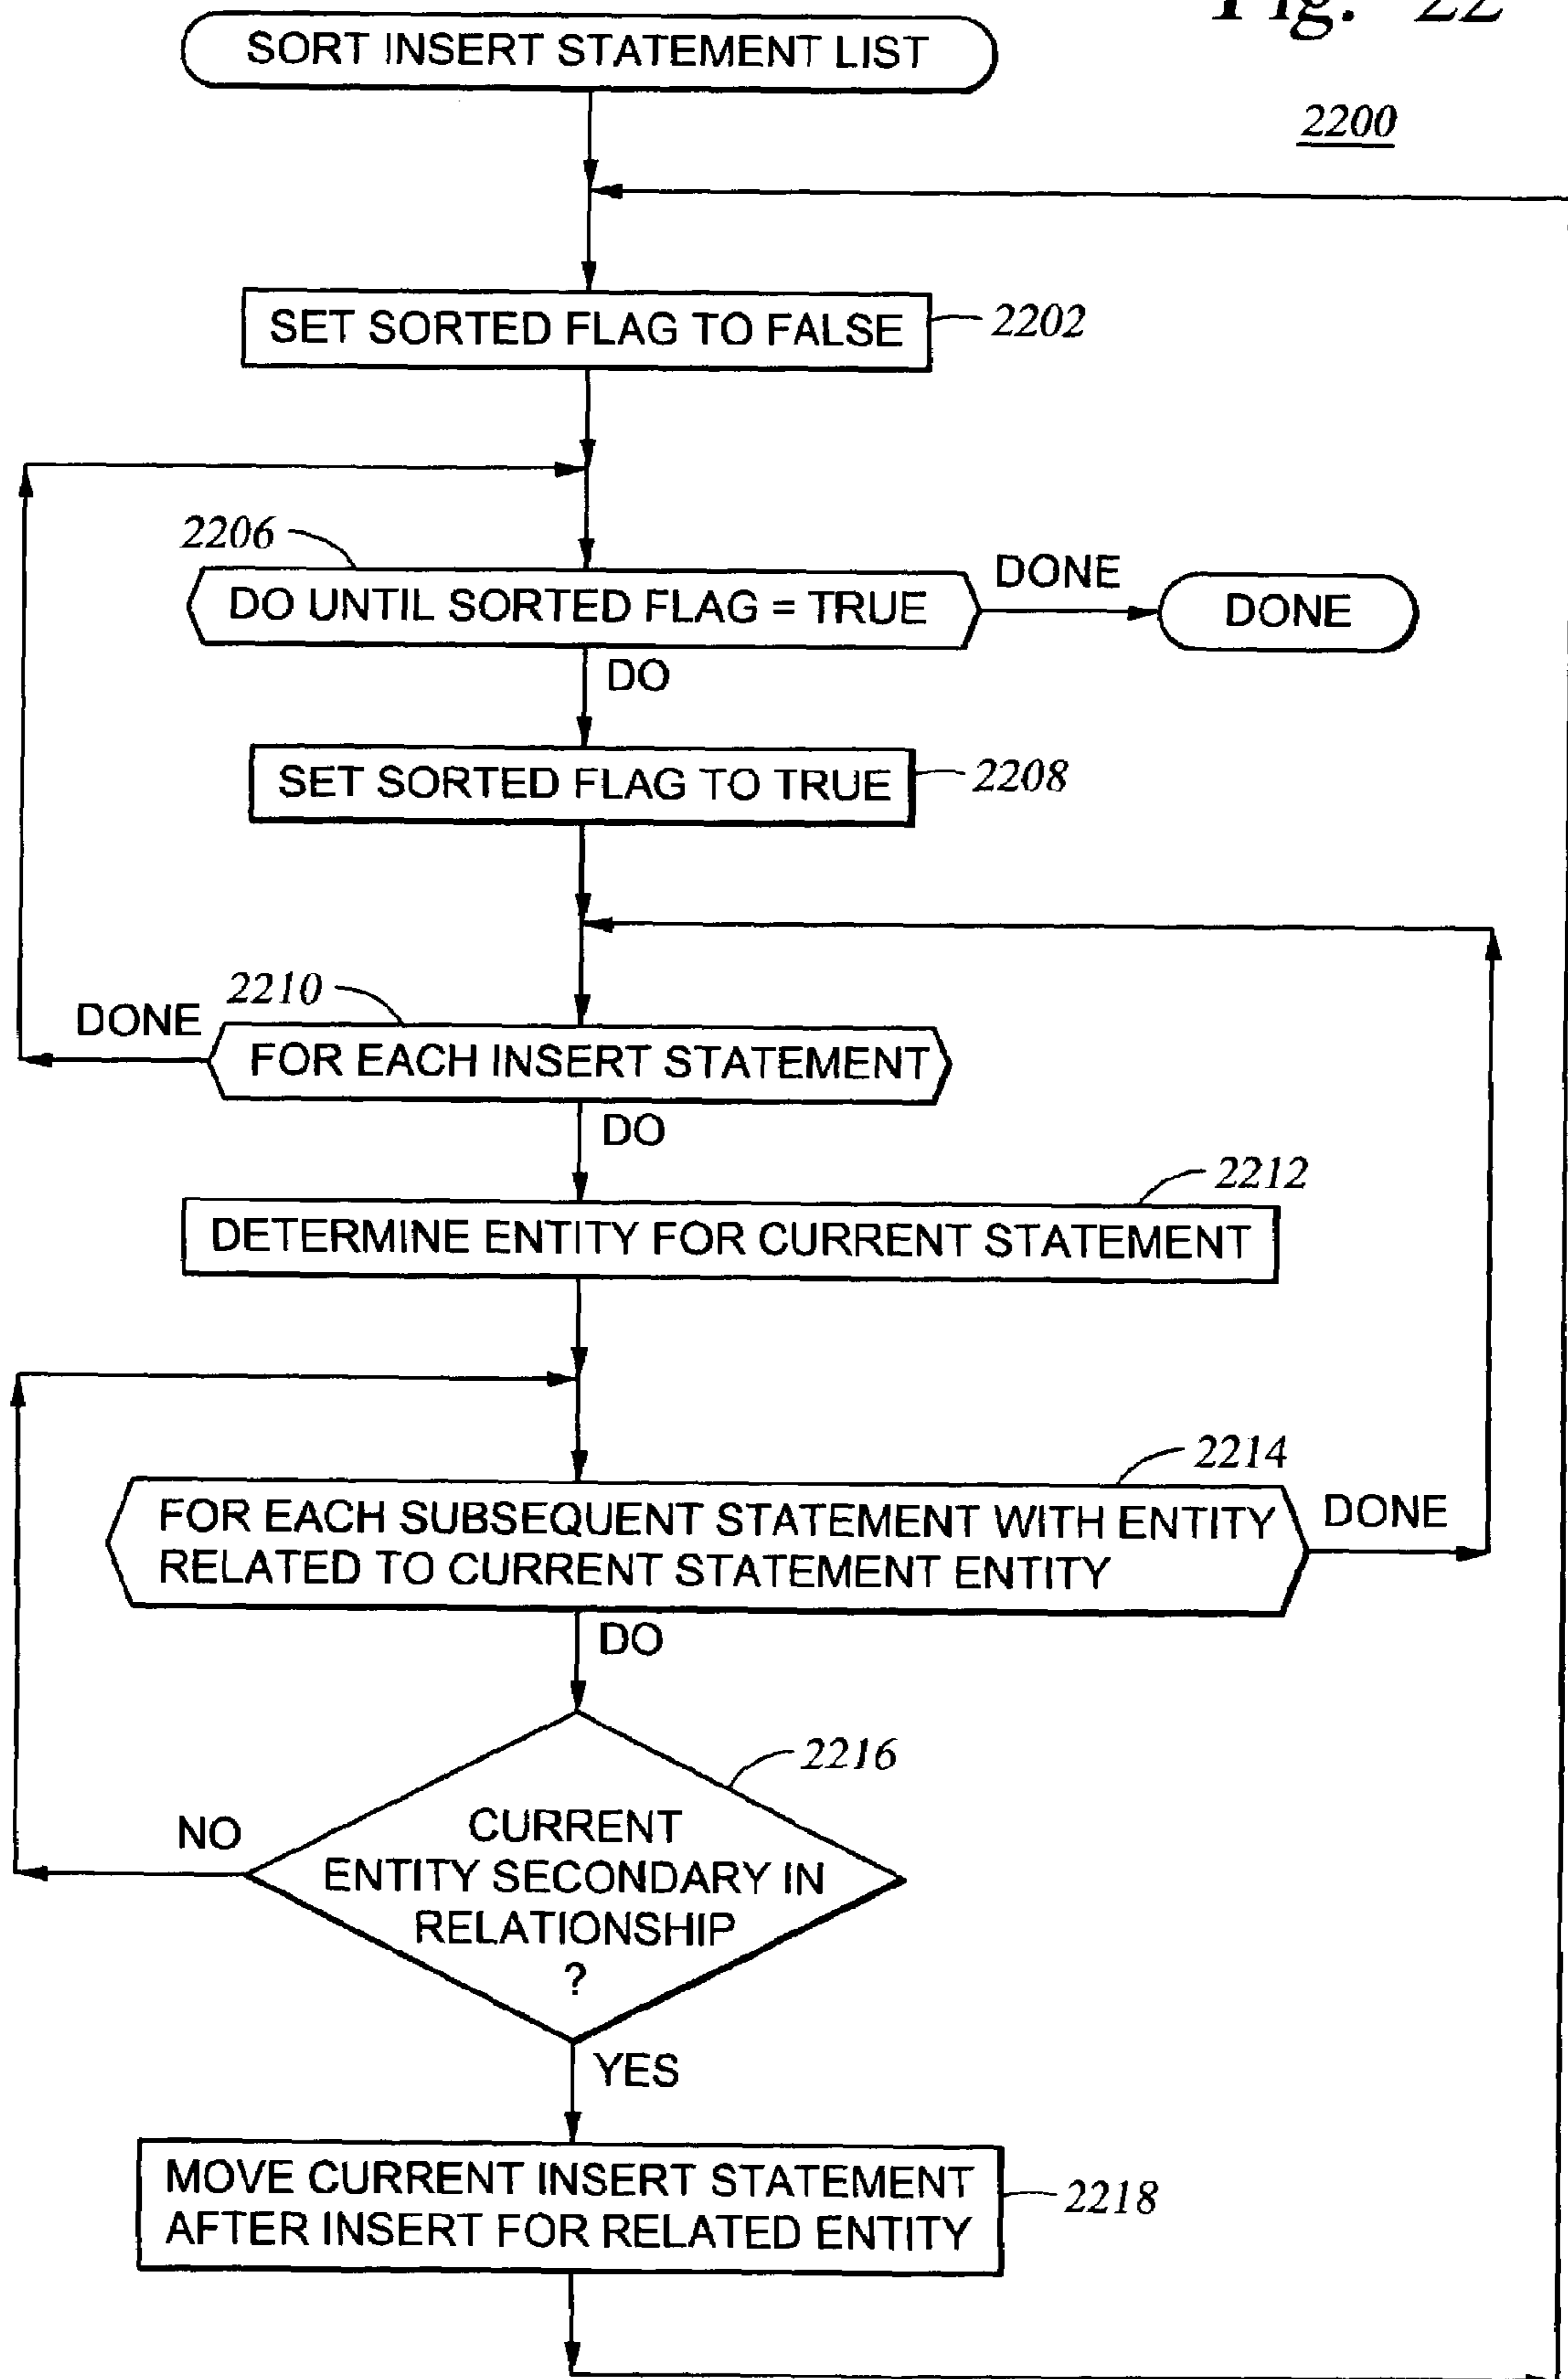 Fig. 22
SORT INSERT STATEMENT LIST
2200
SET SORTED FLAG TO FALSE
2202
2206
DO UNTIL SORTED FLAG = TRUE
DONE
DONE
DO
SET SORTED FLAG TO TRUE
2208
2210
DONE
FOR EACH INSERT STATEMENT
DO
2212
DETERMINE ENTITY FOR CURRENT STATEMENT
2214
FOR EACH SUBSEQUENT STATEMENT WITH ENTITY
RELATED TO CURRENT STATEMENT ENTITY
DONE
DO
2216
NO
CURRENT
ENTITY SECONDARY IN
RELATIONSHIP
?
YES
MOVE CURRENT INSERT STATEMENT
AFTER INSERT FOR RELATED ENTITY
2218